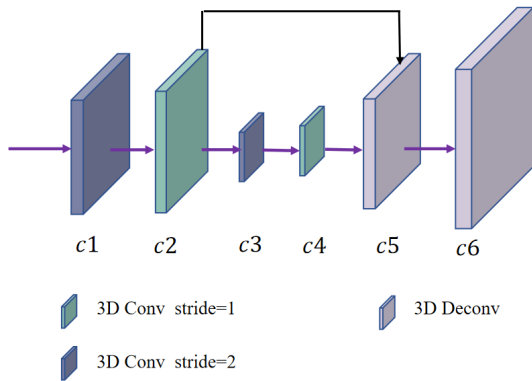 c1 c2 c3 c4 c5 c6
3D Conv stride=1
3D Deconv
3D Conv stride=2